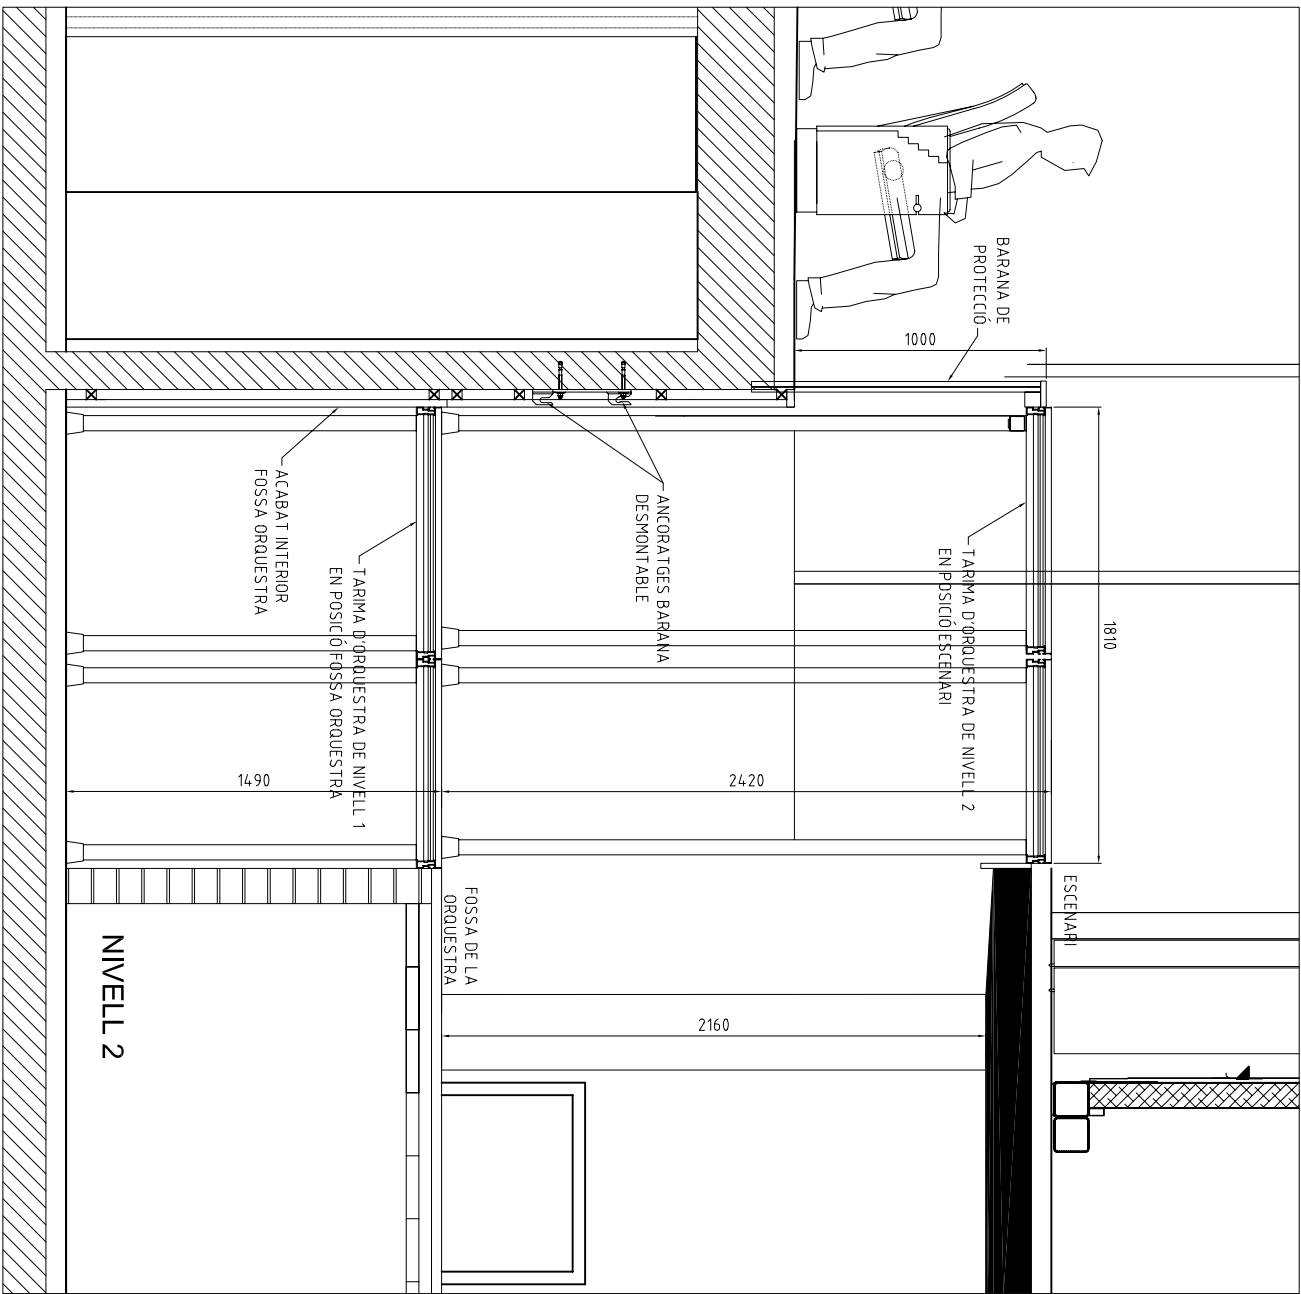 BARANA DE
PROTECCIÓ
1000
1810
TARIMA D'ORQUESTRA DE NIVELL 2
EN POSICIÓ ESCENARI
ANCORATGES BARANA
DESMONTABLE
ACABAT INTERIOR
FOSSA ORQUESTRA
TARIMA D'ORQUESTRA DE NIVELL 1
EN POSICIÓ FOSSA ORQUESTRA
1490
2420
ESCENARI
FOSSA DE LA
ORQUESTRA
2160
NIVELL 2